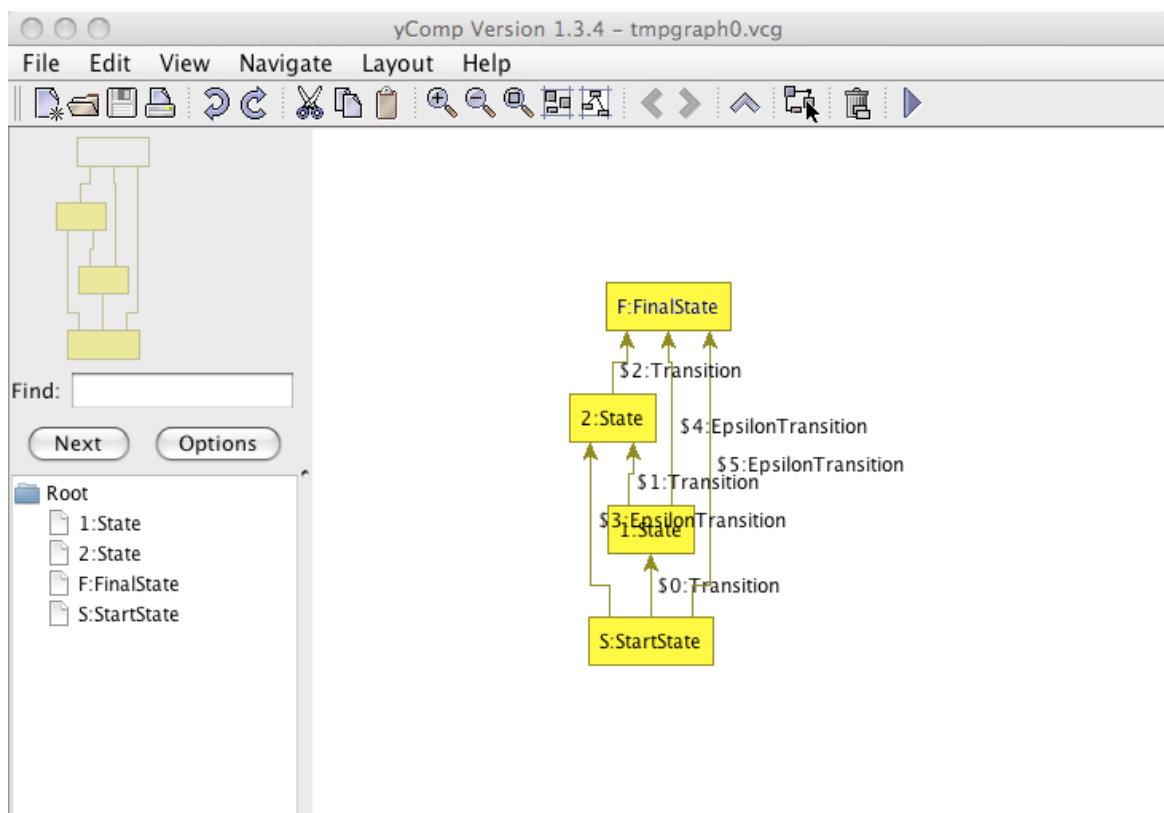 yComp Version 1.3.4 – tmpgraph0.vcg
File Edit View Navigate Layout Help
Find:
Next Options
Root
1:State
2:State
F:FinalState
S:StartState
F:FinalState
$2:Transition
2:State
$4:EpsilonTransition
$5:EpsilonTransition
$1:Transition
$3:EpsilonTransition
1:State
$0:Transition
S:StartState